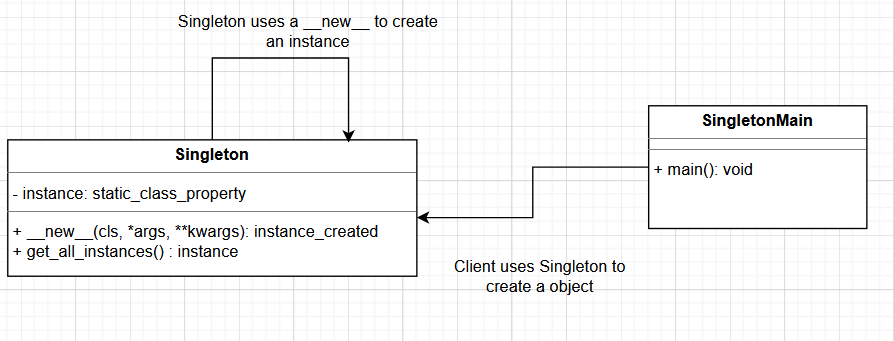 Singleton uses a __new__ to create
an instance
Singleton
- instance: static_class_property
+ __new__(cls, *args, **kwargs): instance_created
+ get_all_instances() : instance
SingletonMain
+ main(): void
Client uses Singleton to
create a object